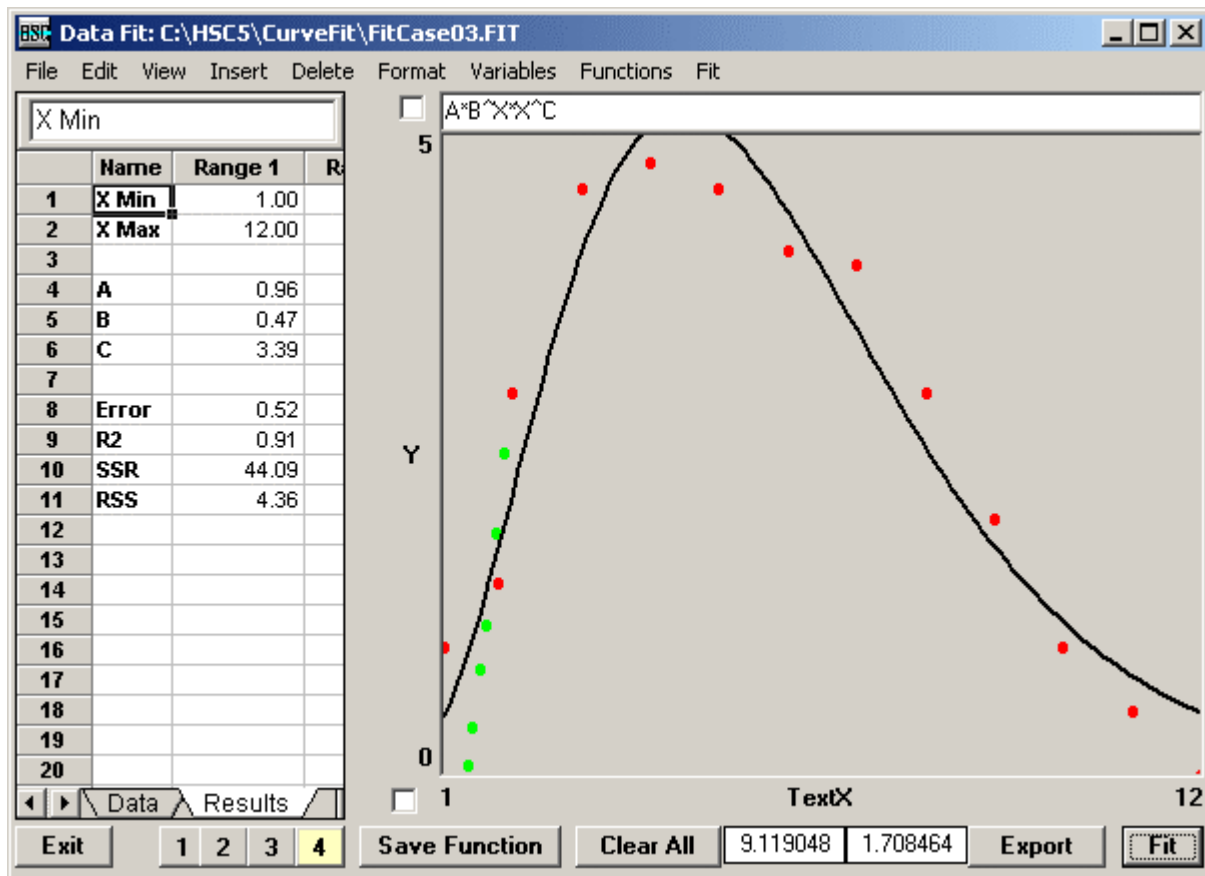 HSC Data Fit: C:\HSC5\CurveFit\FitCase03.FIT
File Edit View Insert Delete Format Variables Functions Fit
X Min
A*B^X*X^C
Name Range 1
1 X Min 1.00
2 X Max 12.00
3
4 A 0.96
5 B 0.47
6 C 3.39
7
8 Error 0.52
9 R2 0.91
10 SSR 44.09
11 RSS 4.36
12
13
14
15
16
17
18
19
20
5
Y
0
1 TextX 12
Data Results
Exit 1 2 3 4 Save Function Clear All 9.119048 1.708464 Export Fit